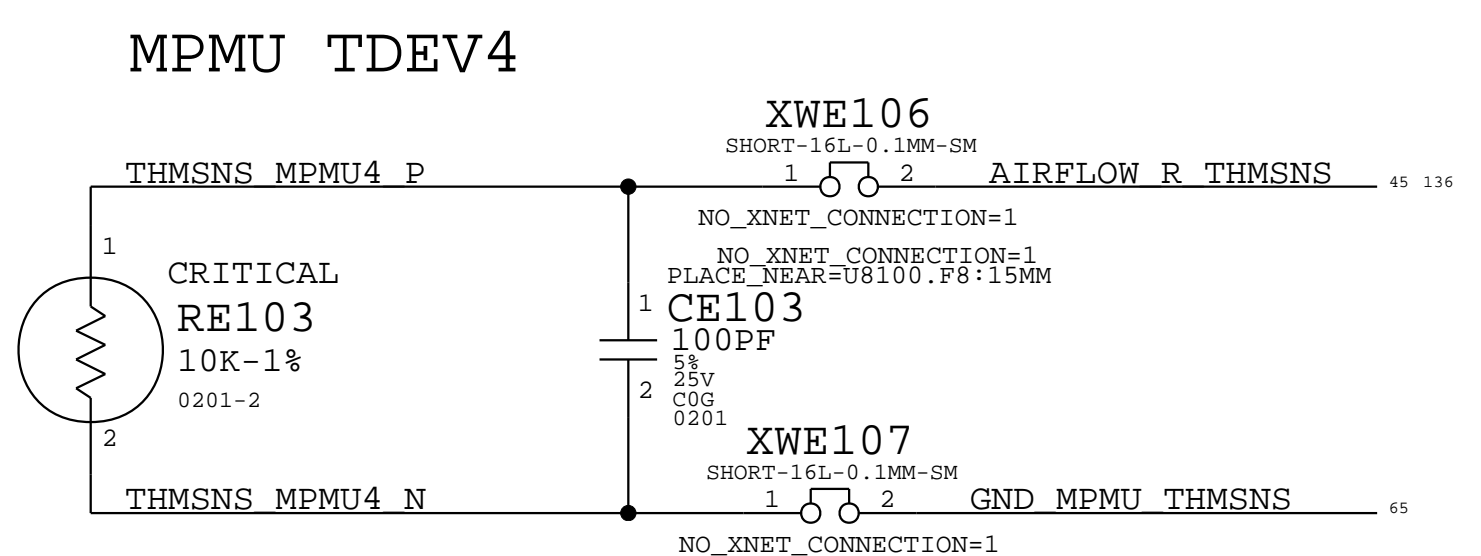 MPMU TDEV4
XWE106
SHORT-16L-0.1MM-SM
THMSNS_MPMU4_P
1
2
AIRFLOW_R_THMSNS
45 136
NO_XNET_CONNECTION=1
1
NO_XNET_CONNECTION=1
CRITICAL
PLACE_NEAR=U8100.F8:15MM
RE103
1
CE103
10K-1%
100PF
5%
25V
0201-2
2
C0G
0201
2
XWE107
SHORT-16L-0.1MM-SM
THMSNS_MPMU4_N
1
2
GND_MPMU_THMSNS
65
NO_XNET_CONNECTION=1